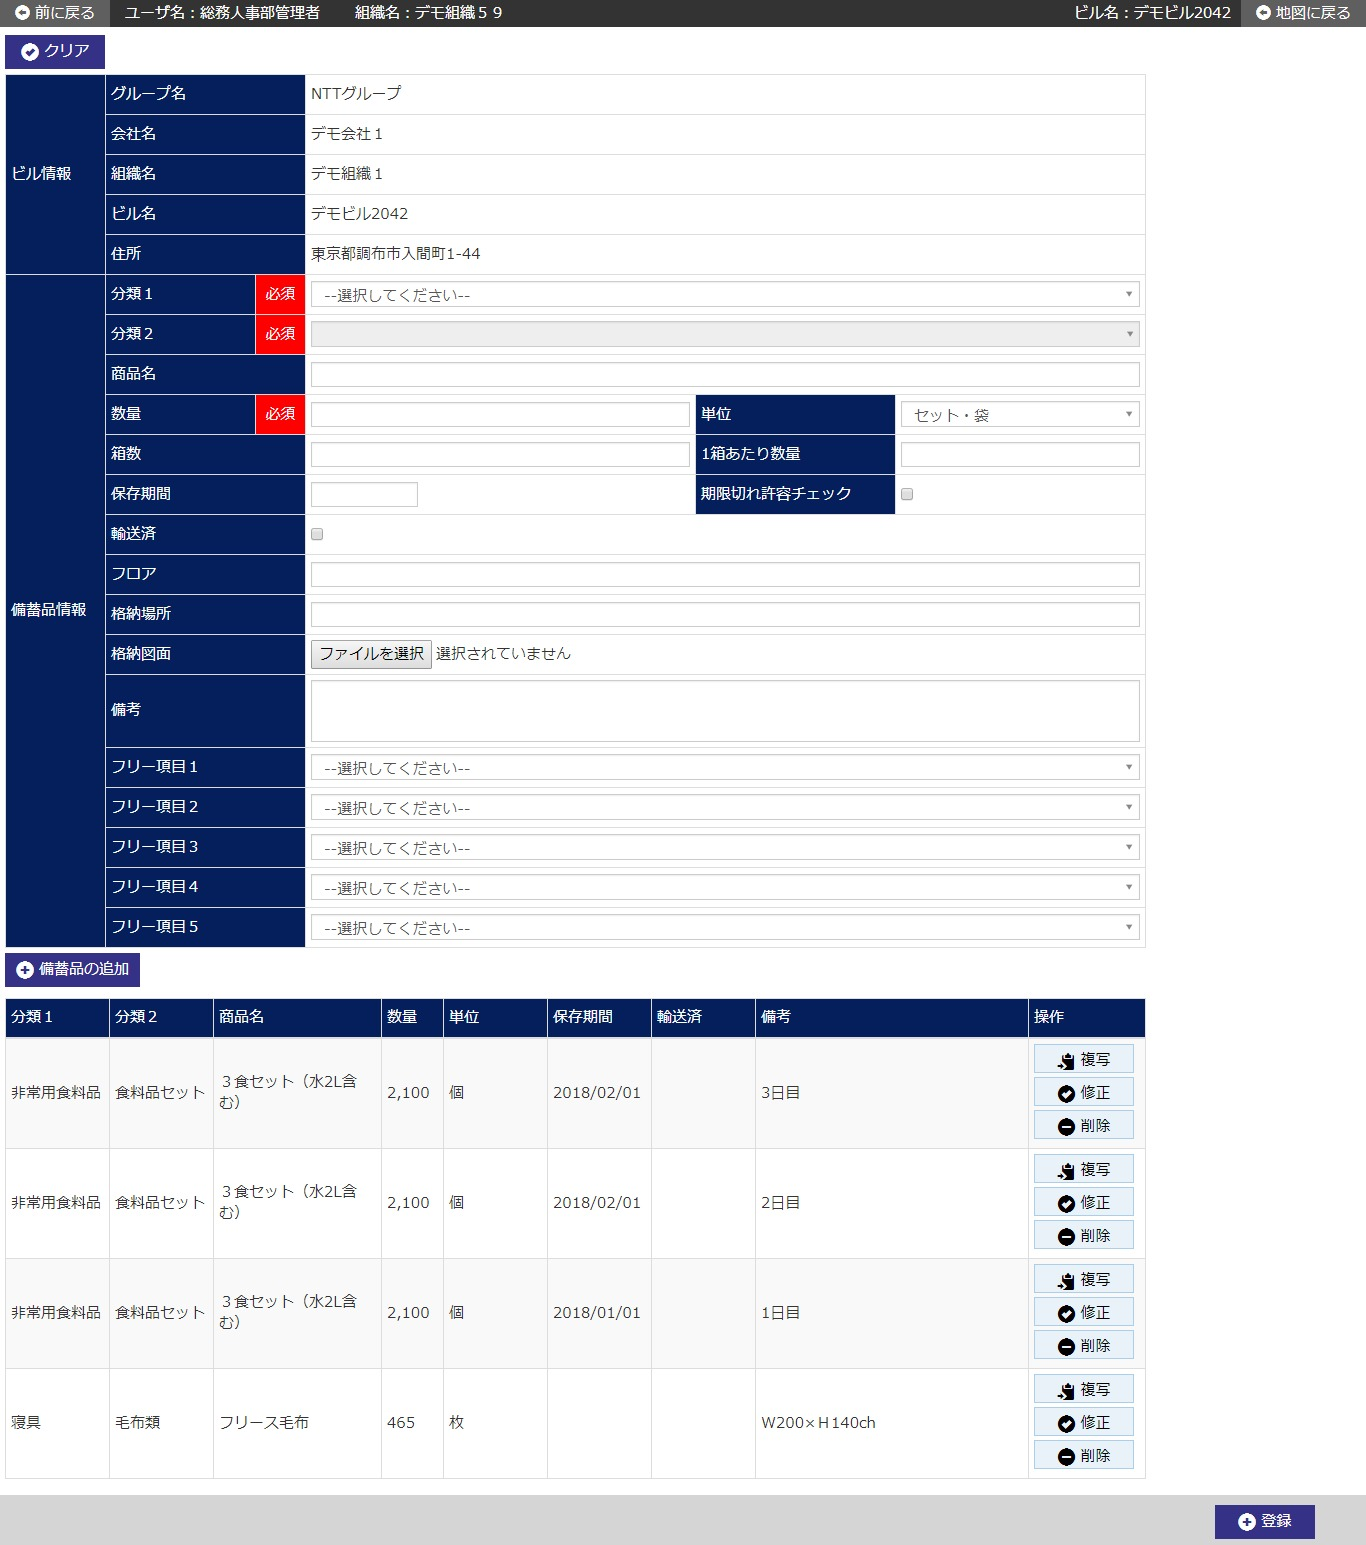 前に戻る ユーザ名：総務人事部管理者 組織名：デモ組織５９ ビル名：デモビル2042 地図に戻る
クリア
ビル情報
グループ名 NTTグループ
会社名 デモ会社１
組織名 デモ組織１
ビル名 デモビル2042
住所 東京都調布市入間町1-44
備蓄品情報
分類１ 必須 --選択してください--
分類２ 必須
商品名
数量 必須 単位 セット・袋
箱数 1箱あたり数量
保存期間 期限切れ許容チェック
輸送済
フロア
格納場所
格納図面 ファイルを選択 選択されていません
備考
フリー項目１ --選択してください--
フリー項目２ --選択してください--
フリー項目３ --選択してください--
フリー項目４ --選択してください--
フリー項目５ --選択してください--
備蓄品の追加
分類１ 分類２ 商品名 数量 単位 保存期間 輸送済 備考 操作
非常用食料品 食料品セット ３食セット（水2L含む） 2,100 個 2018/02/01 3日目 複写 修正 削除
非常用食料品 食料品セット ３食セット（水2L含む） 2,100 個 2018/02/01 2日目 複写 修正 削除
非常用食料品 食料品セット ３食セット（水2L含む） 2,100 個 2018/01/01 1日目 複写 修正 削除
寝具 毛布類 フリース毛布 465 枚 W200×Ｈ140ch 複写 修正 削除
登録